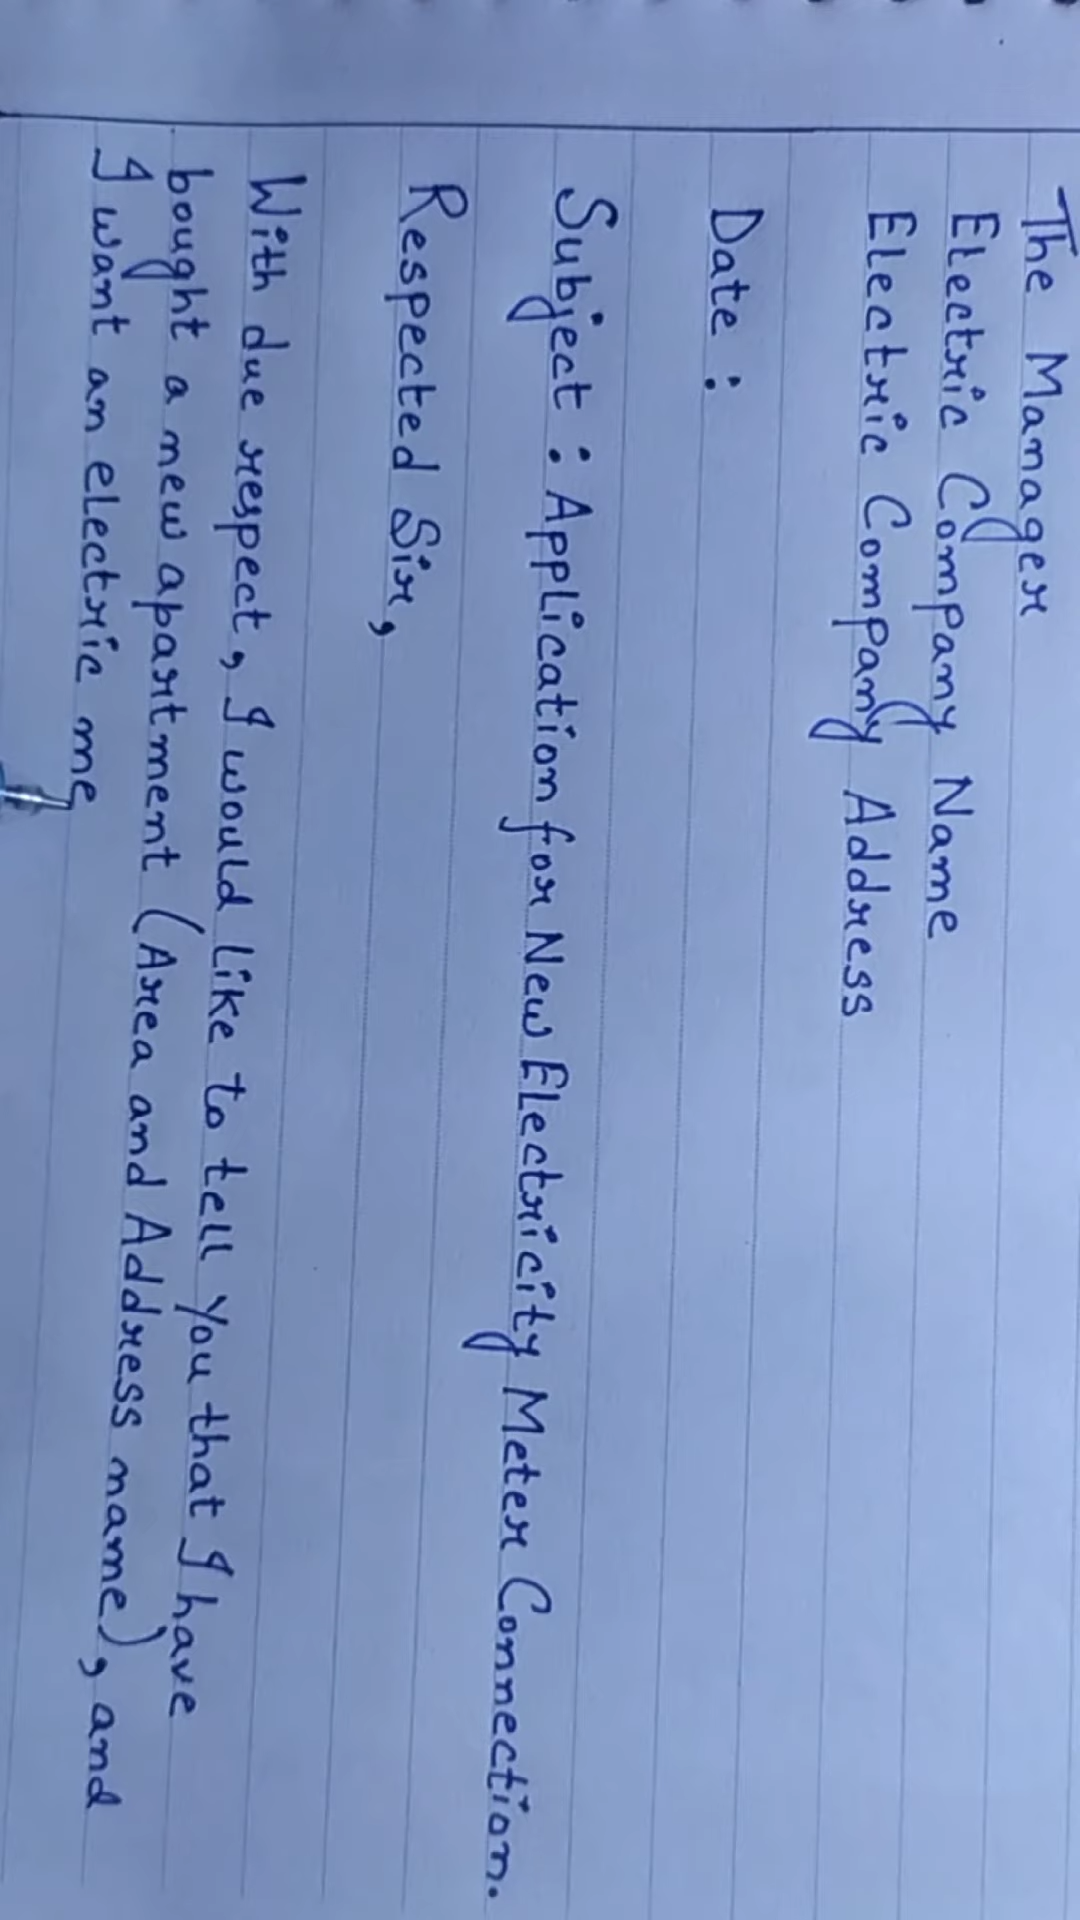 The Manager
Electric Company Name
Electric Company Address
Date :
Subject : Application for New Electricity Meter Connection.
Respected Sir,
With due respect, I would like to tell you that I have
bought a new apartment (Area and Address name), and
I want an electric me